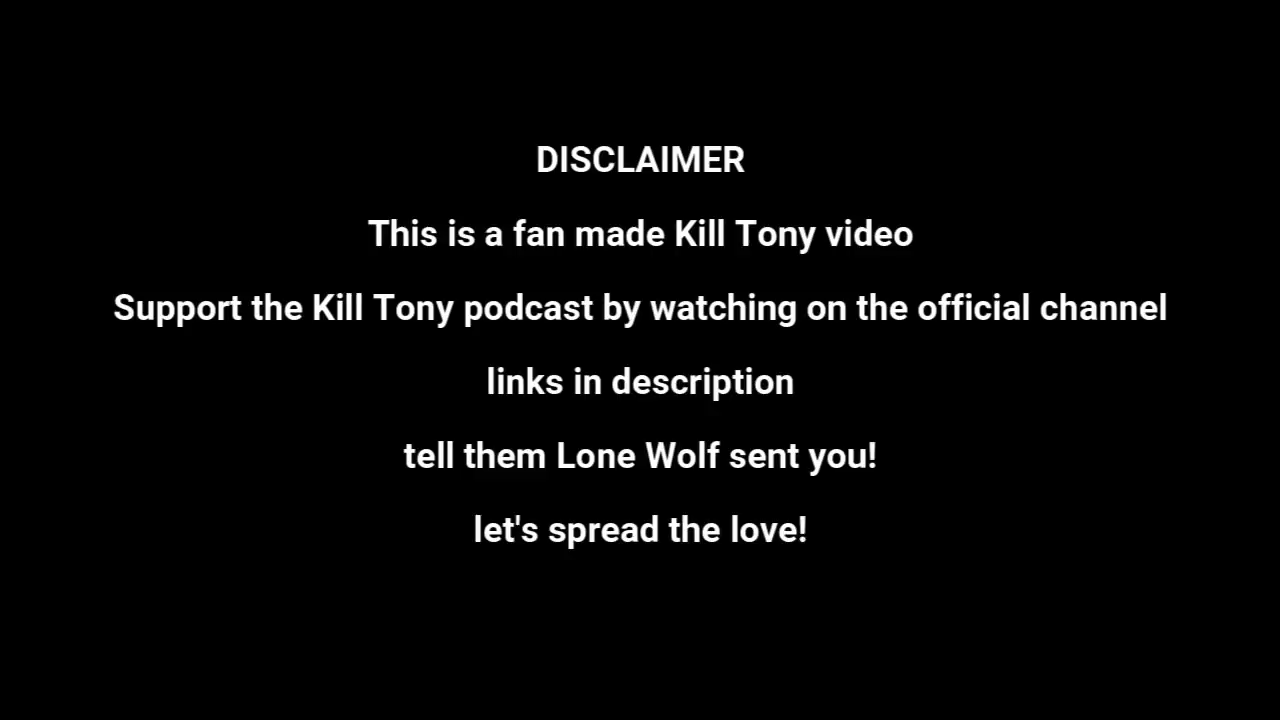 DISCLAIMER
This is a fan made Kill Tony video
Support the Kill Tony podcast by watching on the official channel
links in description
tell them Lone Wolf sent you!
let's spread the love!